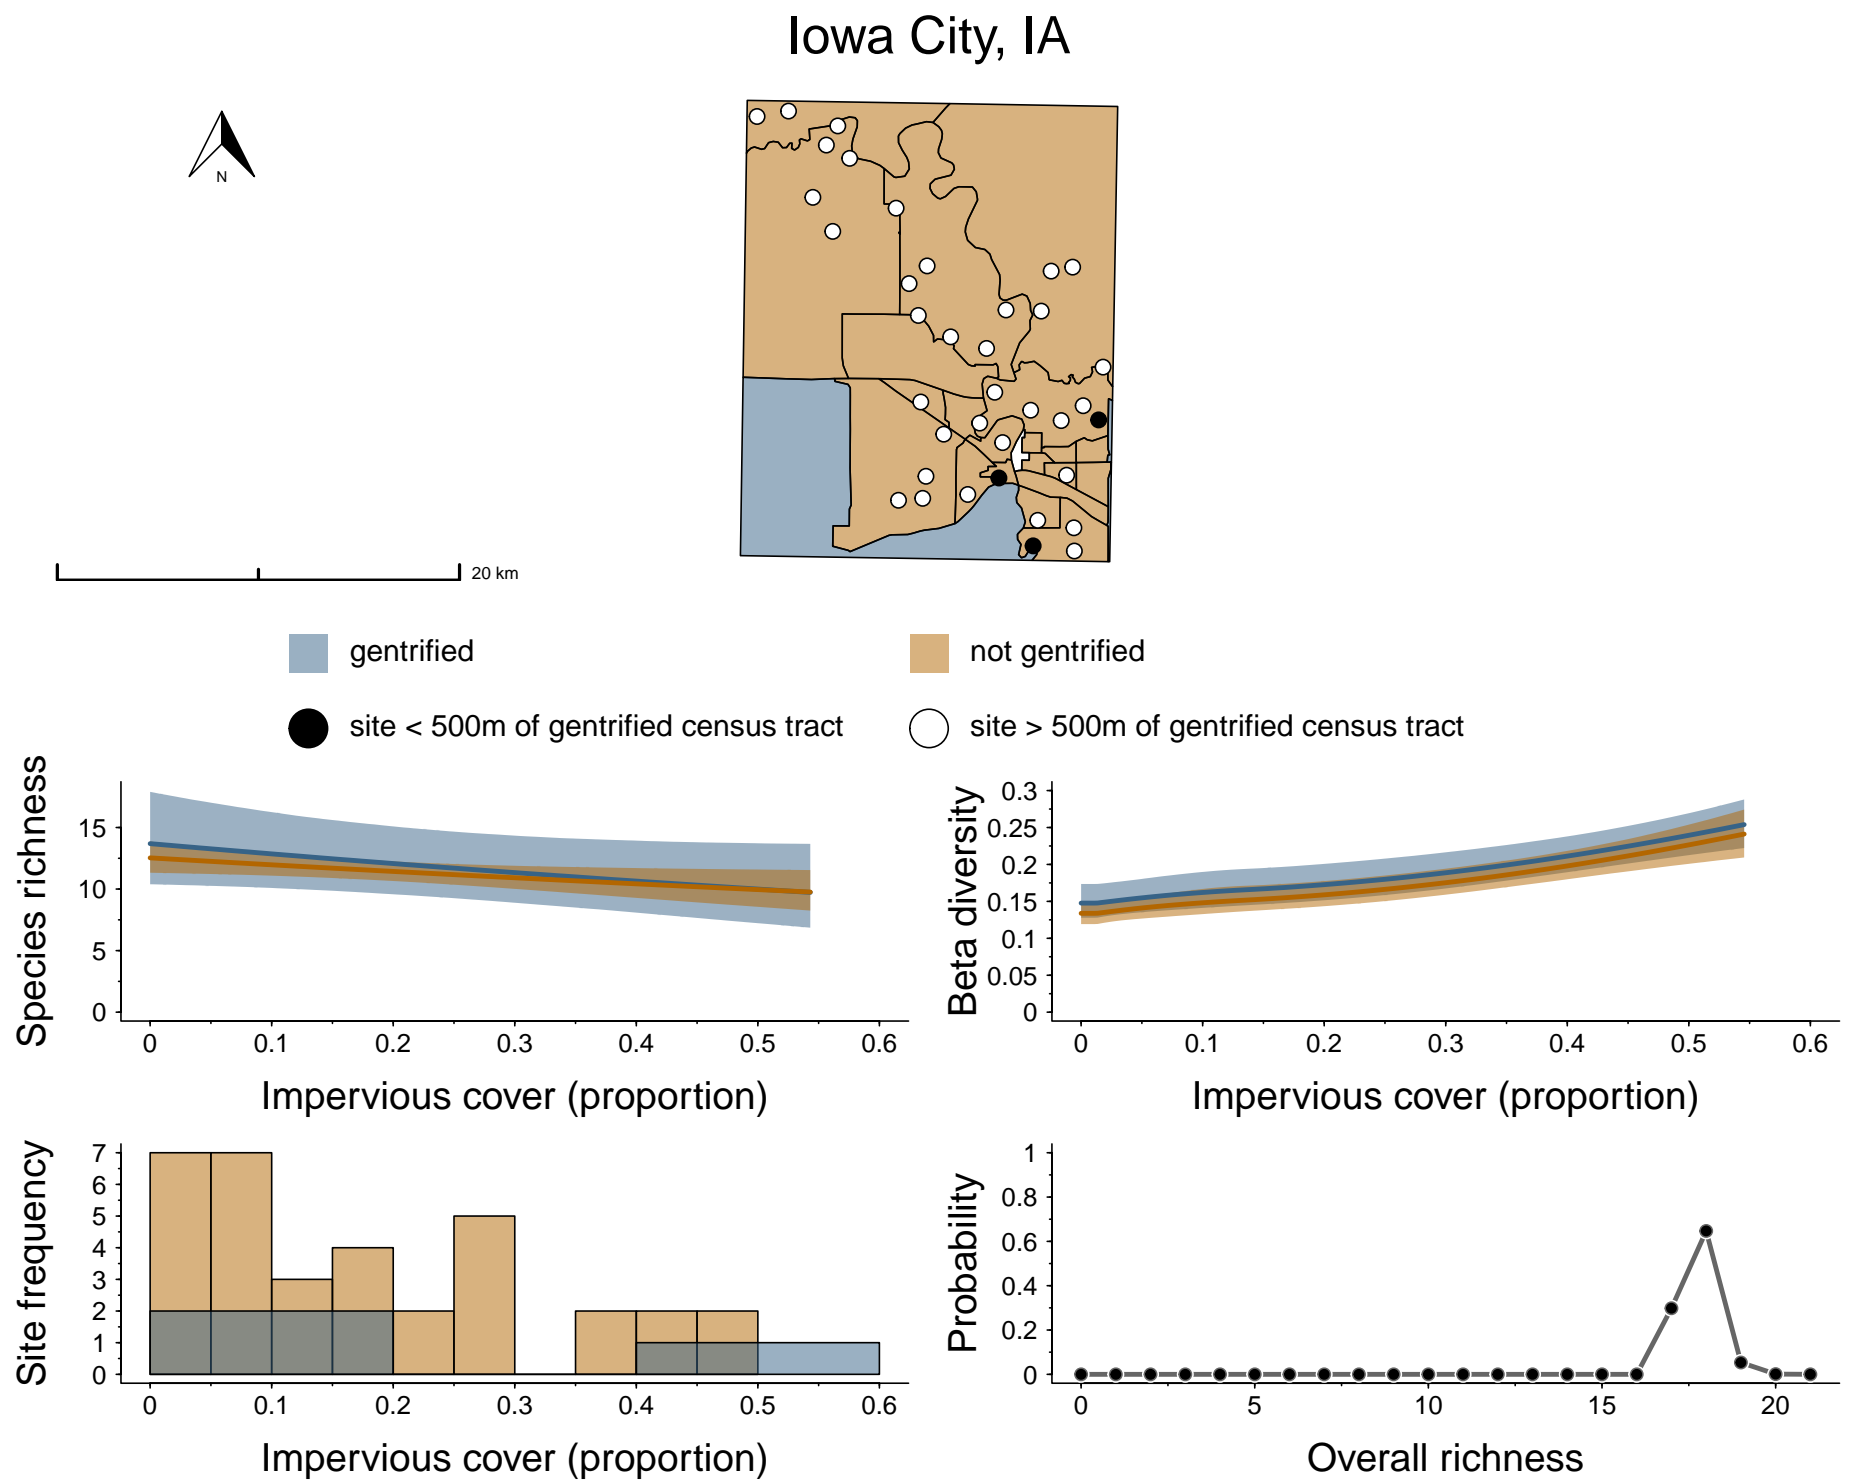 Iowa City, IA
N
20 km
gentrified
not gentrified
site < 500m of gentrified census tract
site > 500m of gentrified census tract
Species richness
15
10
5
0
0 0.1 0.2 0.3 0.4 0.5 0.6
Impervious cover (proportion)
Beta diversity
0.3
0.25
0.2
0.15
0.1
0.05
0
0 0.1 0.2 0.3 0.4 0.5 0.6
Impervious cover (proportion)
Site frequency
7
6
5
4
3
2
1
0
0 0.1 0.2 0.3 0.4 0.5 0.6
Impervious cover (proportion)
Probability
1
0.8
0.6
0.4
0.2
0
0 5 10 15 20
Overall richness